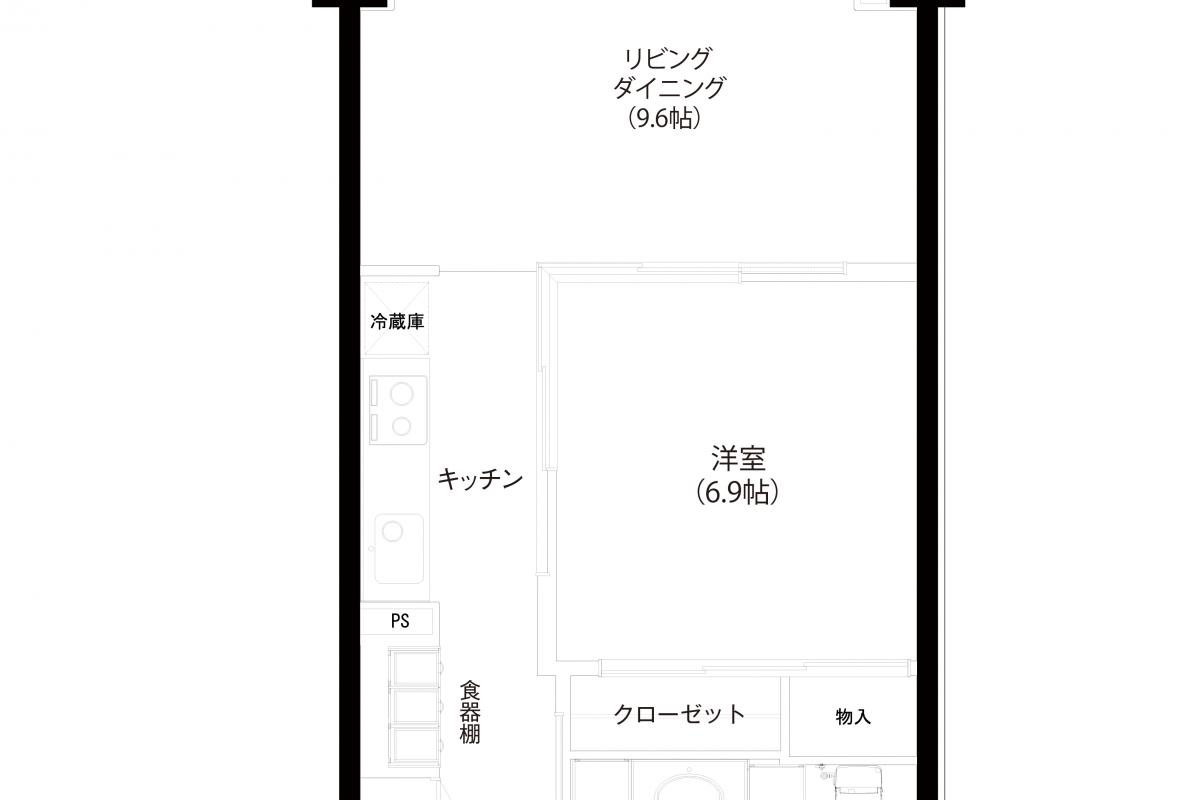 リビング
ダイニング
（9.6帖）
冷蔵庫
キッチン
洋室
（6.9帖）
PS
食器棚
クローゼット
物入